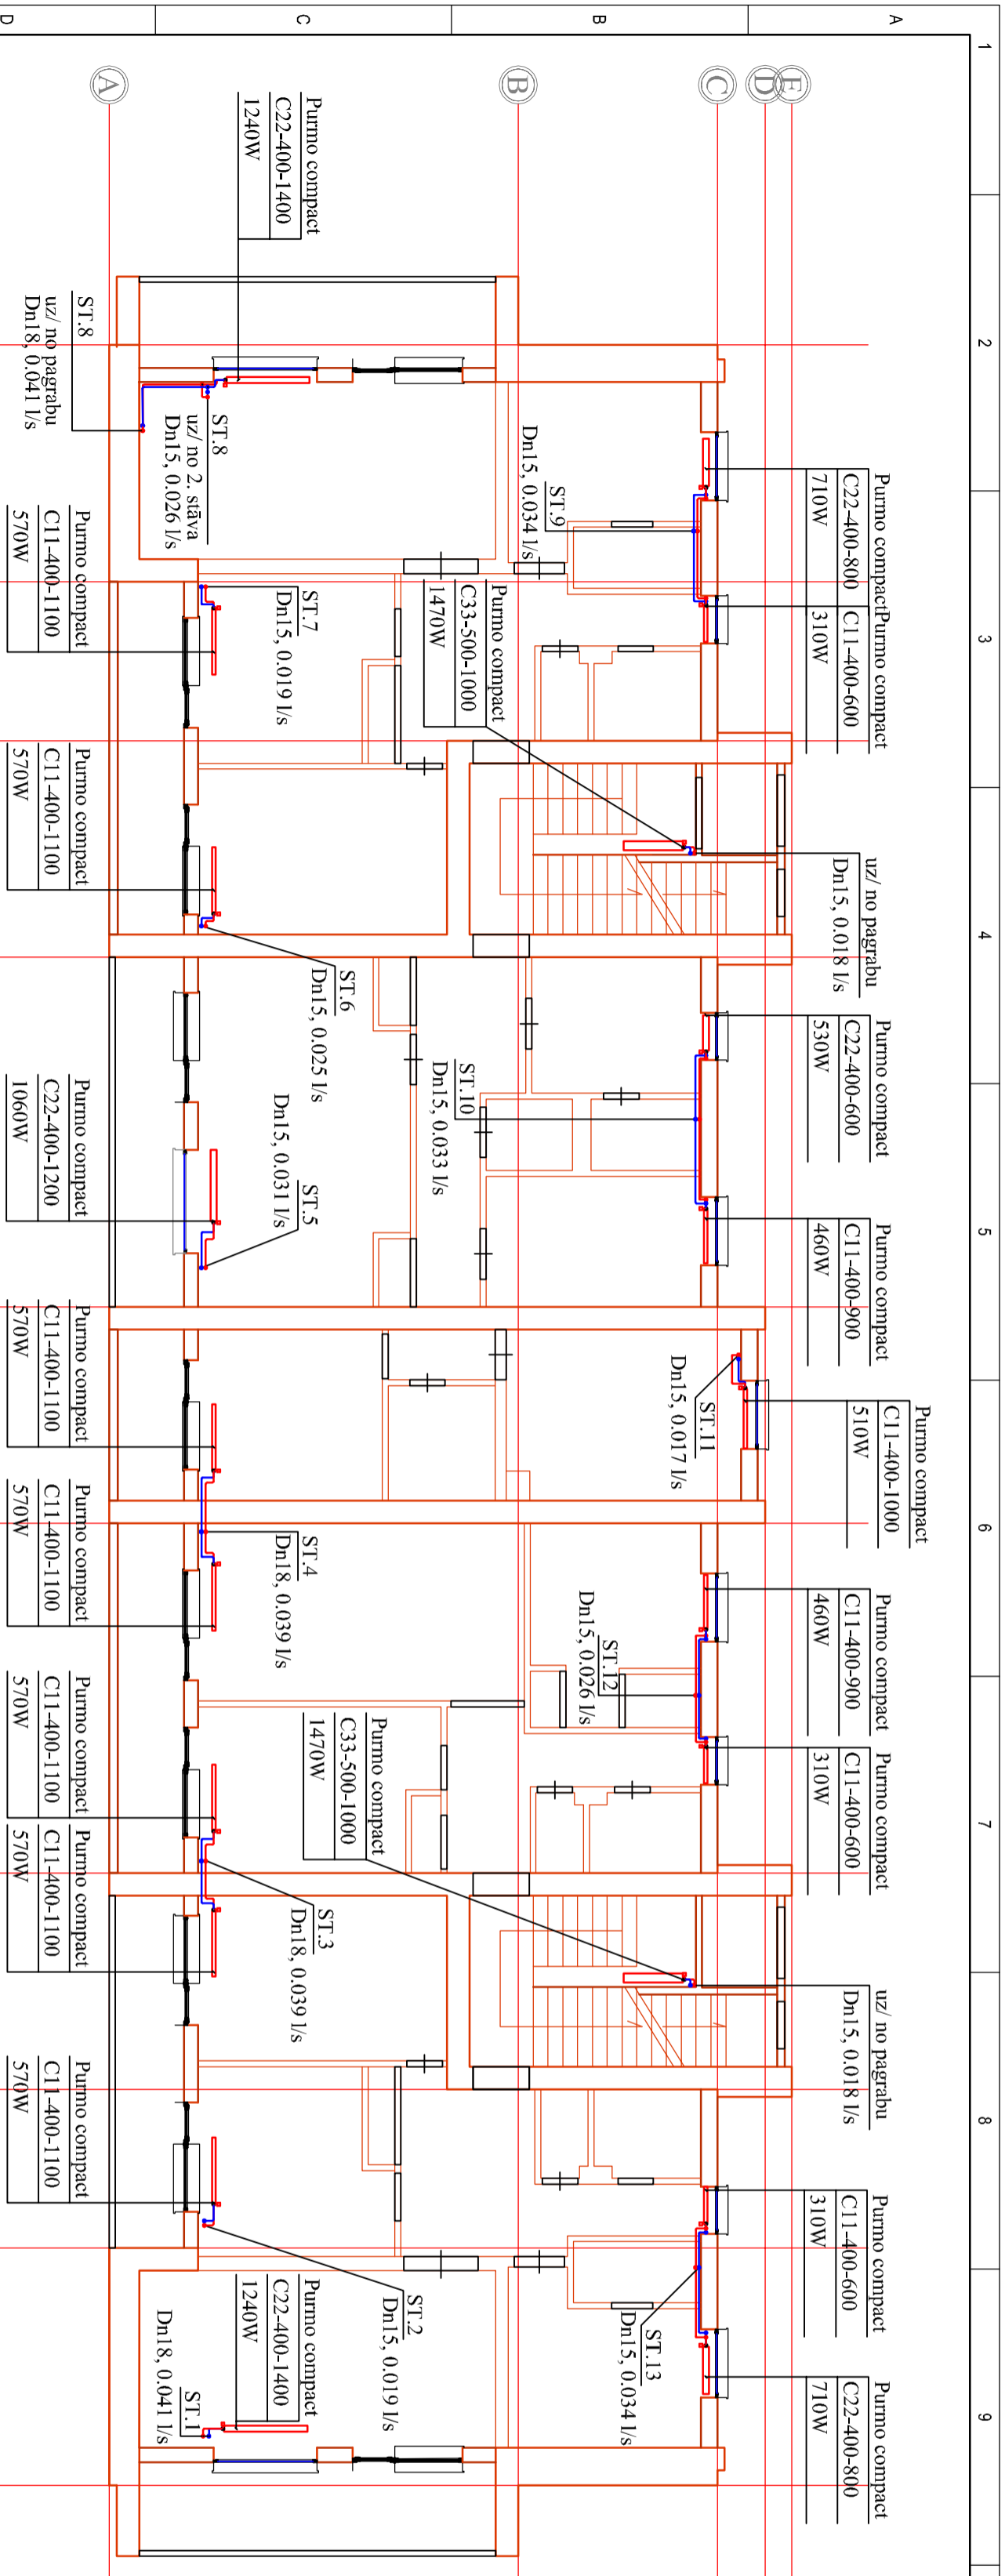 1
2
3
4
5
6
7
8
9
A
B
C
D
A
B
C
D
E
Purmo compact
C22-400-800
710W
Purmo compact
C11-400-600
310W
uz/ no pagrabu
Dn15, 0.018 l/s
Purmo compact
C22-400-600
530W
Purmo compact
C11-400-900
460W
Purmo compact
C11-400-1000
510W
Purmo compact
C11-400-900
460W
Purmo compact
C11-400-600
310W
uz/ no pagrabu
Dn15, 0.018 l/s
Purmo compact
C11-400-600
310W
Purmo compact
C22-400-800
710W
ST.9
Dn15, 0.034 l/s
Purmo compact
C33-500-1000
1470W
ST.10
Dn15, 0.033 l/s
ST.11
Dn15, 0.017 l/s
ST.12
Dn15, 0.026 l/s
Purmo compact
C33-500-1000
1470W
ST.13
Dn15, 0.034 l/s
Purmo compact
C22-400-1400
1240W
ST.8
uz/ no 2. stāva
Dn15, 0.026 l/s
ST.8
uz/ no pagrabu
Dn18, 0.041 l/s
ST.7
Dn15, 0.019 l/s
ST.6
Dn15, 0.025 l/s
ST.5
Dn15, 0.031 l/s
ST.4
Dn18, 0.039 l/s
ST.3
Dn18, 0.039 l/s
ST.2
Dn15, 0.019 l/s
Purmo compact
C22-400-1400
1240W
ST.1
Dn18, 0.041 l/s
Purmo compact
C11-400-1100
570W
Purmo compact
C11-400-1100
570W
Purmo compact
C22-400-1200
1060W
Purmo compact
C11-400-1100
570W
Purmo compact
C11-400-1100
570W
Purmo compact
C11-400-1100
570W
Purmo compact
C11-400-1100
570W
Purmo compact
C11-400-1100
570W